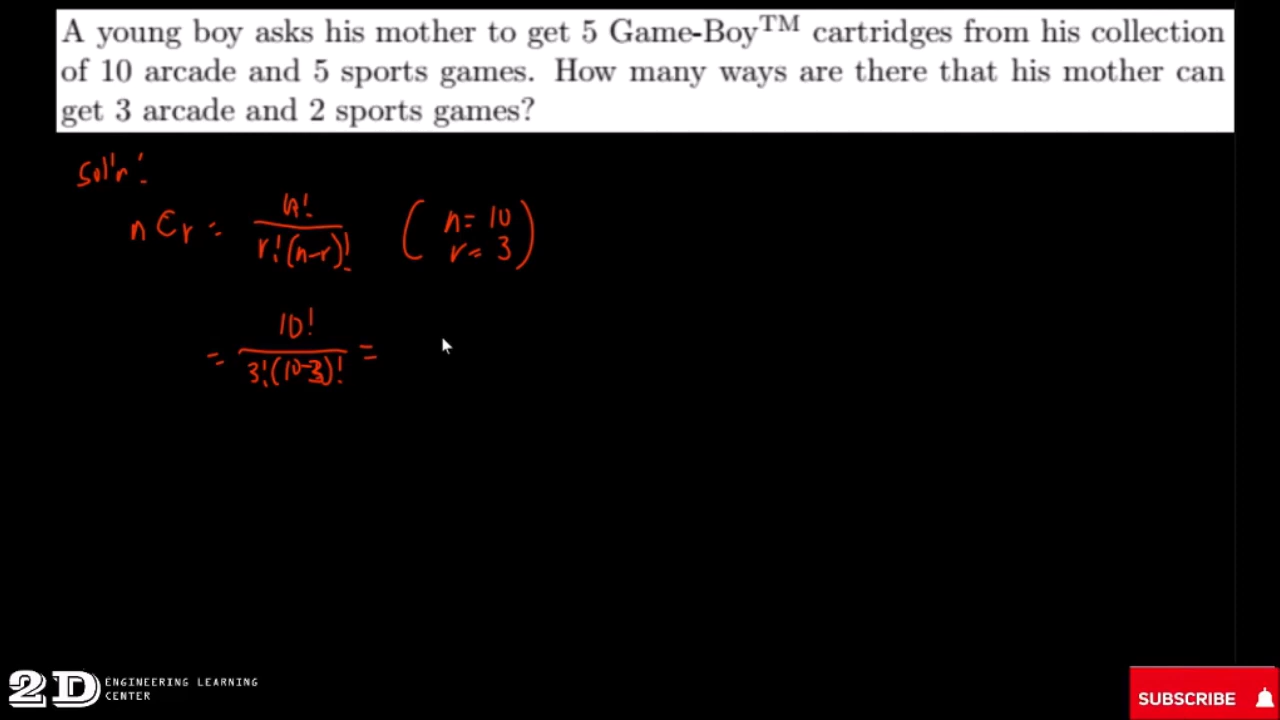 A young boy asks his mother to get 5 Game-Boy™ cartridges from his collection
of 10 arcade and 5 sports games. How many ways are there that his mother can
get 3 arcade and 2 sports games?
Sol'n:
nCr = n! / r!(n-r)! ( n= 10
r= 3 )
= 10! / 3!(10-3)! =
2D ENGINEERING LEARNING
CENTER
SUBSCRIBE